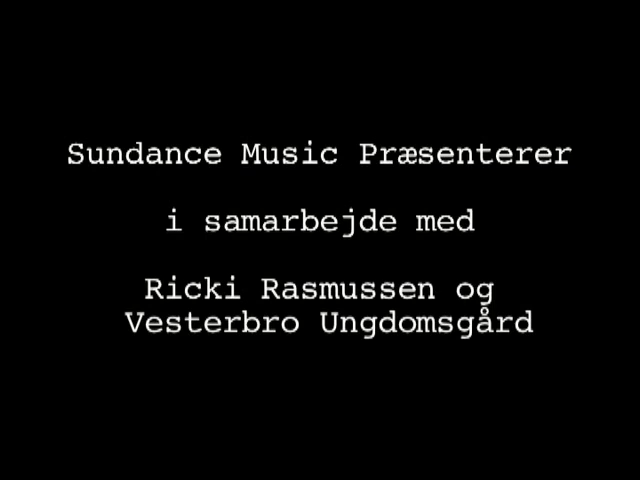 Sundance Music Præsenterer
i samarbejde med
Ricki Rasmussen og
Vesterbro Ungdomsgård